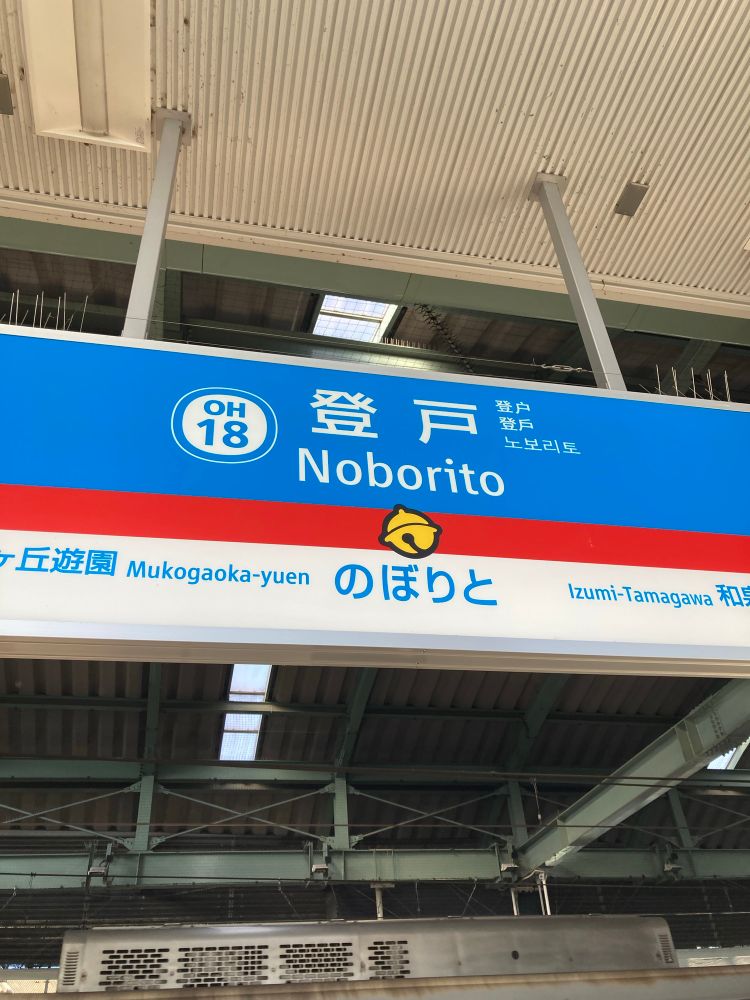 OH
18
登戸
Noborito
登户
登戶
노보리토
ケ丘遊園 Mukogaoka-yuen
のぼりと
Izumi-Tamagawa 和泉